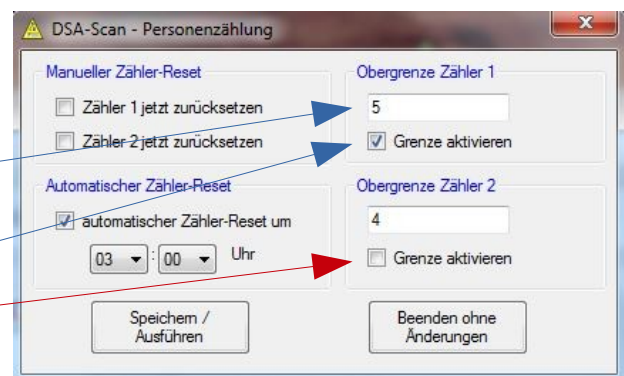 DSA-Scan - Personenzählung
Manueller Zähler-Reset
Zähler 1 jetzt zurücksetzen
Zähler 2 jetzt zurücksetzen
Obergrenze Zähler 1
5
Grenze aktivieren
Automatischer Zähler-Reset
automatischer Zähler-Reset um
03 : 00 Uhr
Obergrenze Zähler 2
4
Grenze aktivieren
Speichern /
Ausführen
Beenden ohne
Änderungen